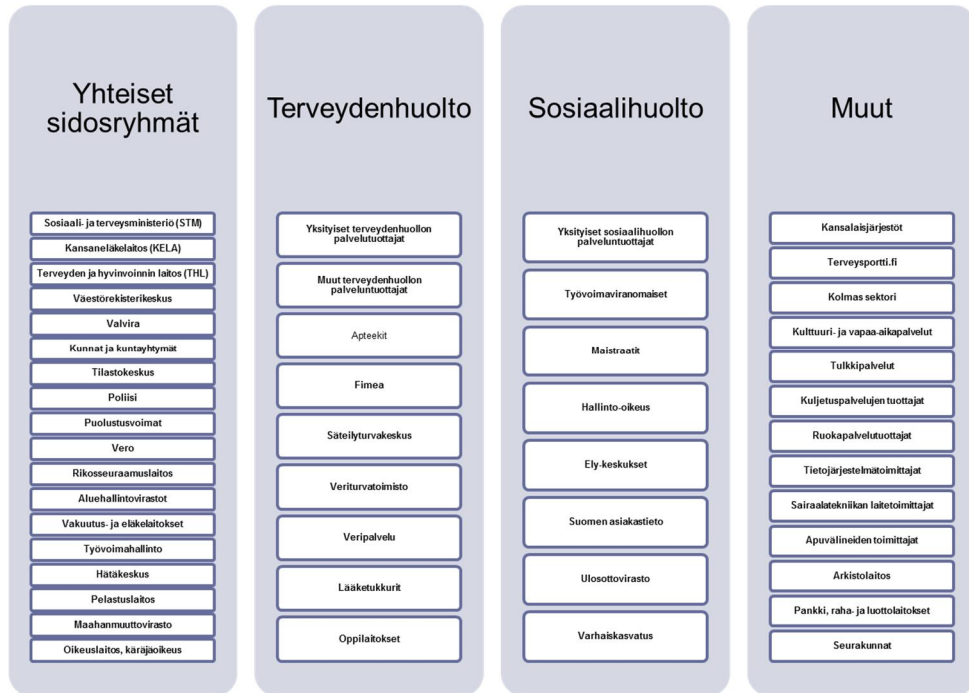 Yhteiset
sidosryhmät
Sosiaali- ja terveysministeriö (STM)
Kansaneläkelaitos (KELA)
Terveyden ja hyvinvoinnin laitos (THL)
Väestörekisterikeskus
Valvira
Kunnat ja kuntayhtymät
Tilastokeskus
Poliisi
Puolustusvoimat
Vero
Rikosseuraamuslaitos
Aluehallintovirastot
Vakuutus- ja eläkelaitokset
Työvoimahallinto
Hätäkeskus
Pelastuslaitos
Maahanmuuttovirasto
Oikeuslaitos, käräjäoikeus
Terveydenhuolto
Yksityiset terveydenhuollon
palvelutuottajat
Muut terveydenhuollon
palveluntuottajat
Apteekit
Fimea
Säteilyturvakeskus
Veriturvatoimisto
Veripalvelu
Lääketukkurit
Oppilaitokset
Sosiaalihuolto
Yksityiset sosiaalihuollon
palveluntuottajat
Työvoimaviranomaiset
Maistraatit
Hallinto-oikeus
Ely-keskukset
Suomen asiakastieto
Ulosottovirasto
Varhaiskasvatus
Muut
Kansalaisjärjestöt
Terveysportti.fi
Kolmas sektori
Kulttuuri- ja vapaa-aikapalvelut
Tulkkipalvelut
Kuljetuspalvelujen tuottajat
Ruokapalvelutuottajat
Tietojärjestelmätoimittajat
Sairaalatekniikan laitetoimittajat
Apuvälineiden toimittajat
Arkistolaitos
Pankki, raha- ja luottolaitokset
Seurakunnat